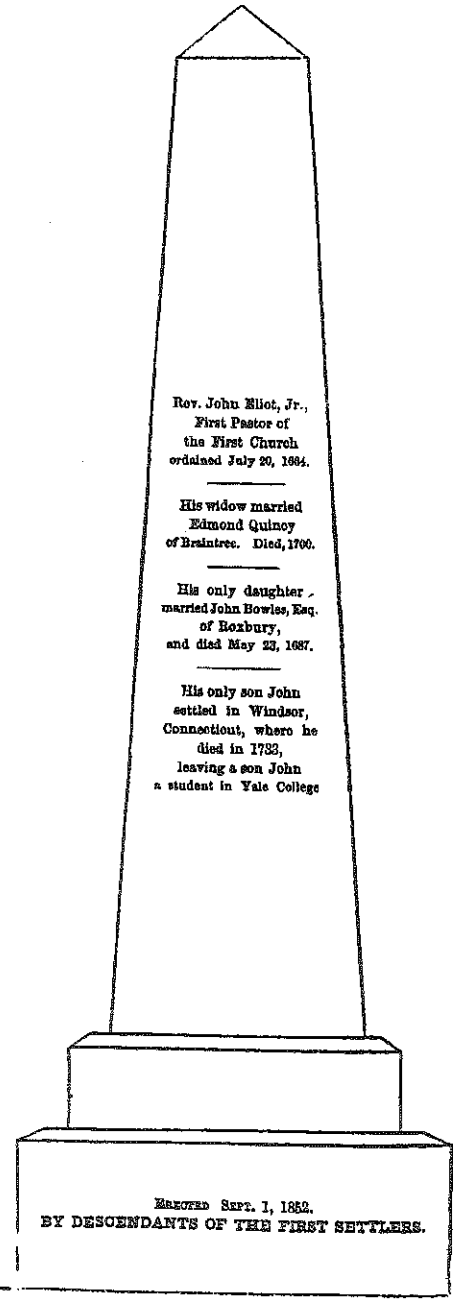 Rev. John Eliot, Jr.,
First Pastor of
the First Church
ordained July 20, 1664.
His widow married
Edmond Quincy
of Braintree. Died, 1700.
His only daughter
married John Bowles, Esq.
of Roxbury,
and died May 23, 1687.
His only son John
settled in Windsor,
Connecticut, where he
died in 1733,
leaving a son John
a student in Yale College
Erected Sept. 1, 1852.
BY DESCENDANTS OF THE FIRST SETTLERS.